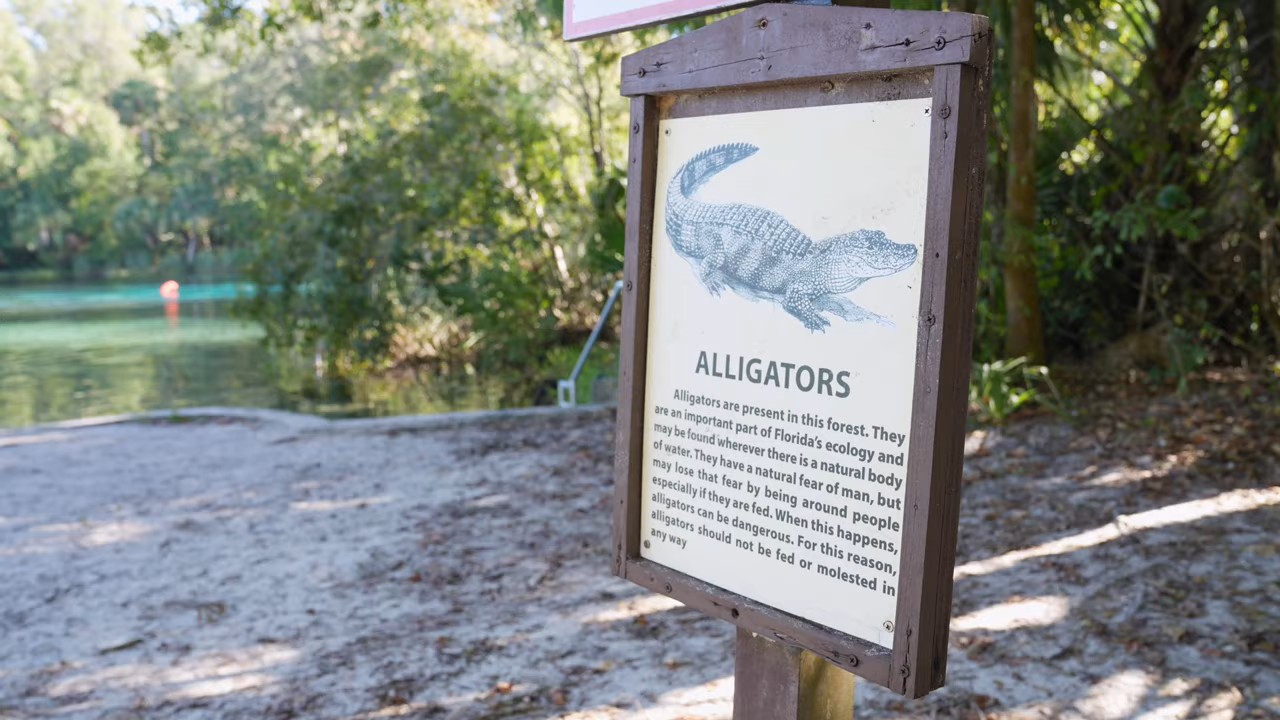 ALLIGATORS
Alligators are present in this forest. They
are an important part of Florida's ecology and
may be found wherever there is a natural body
of water. They have a natural fear of man, but
may lose that fear by being around people
especially if they are fed. When this happens,
alligators can be dangerous. For this reason,
alligators should not be fed or molested in
any way